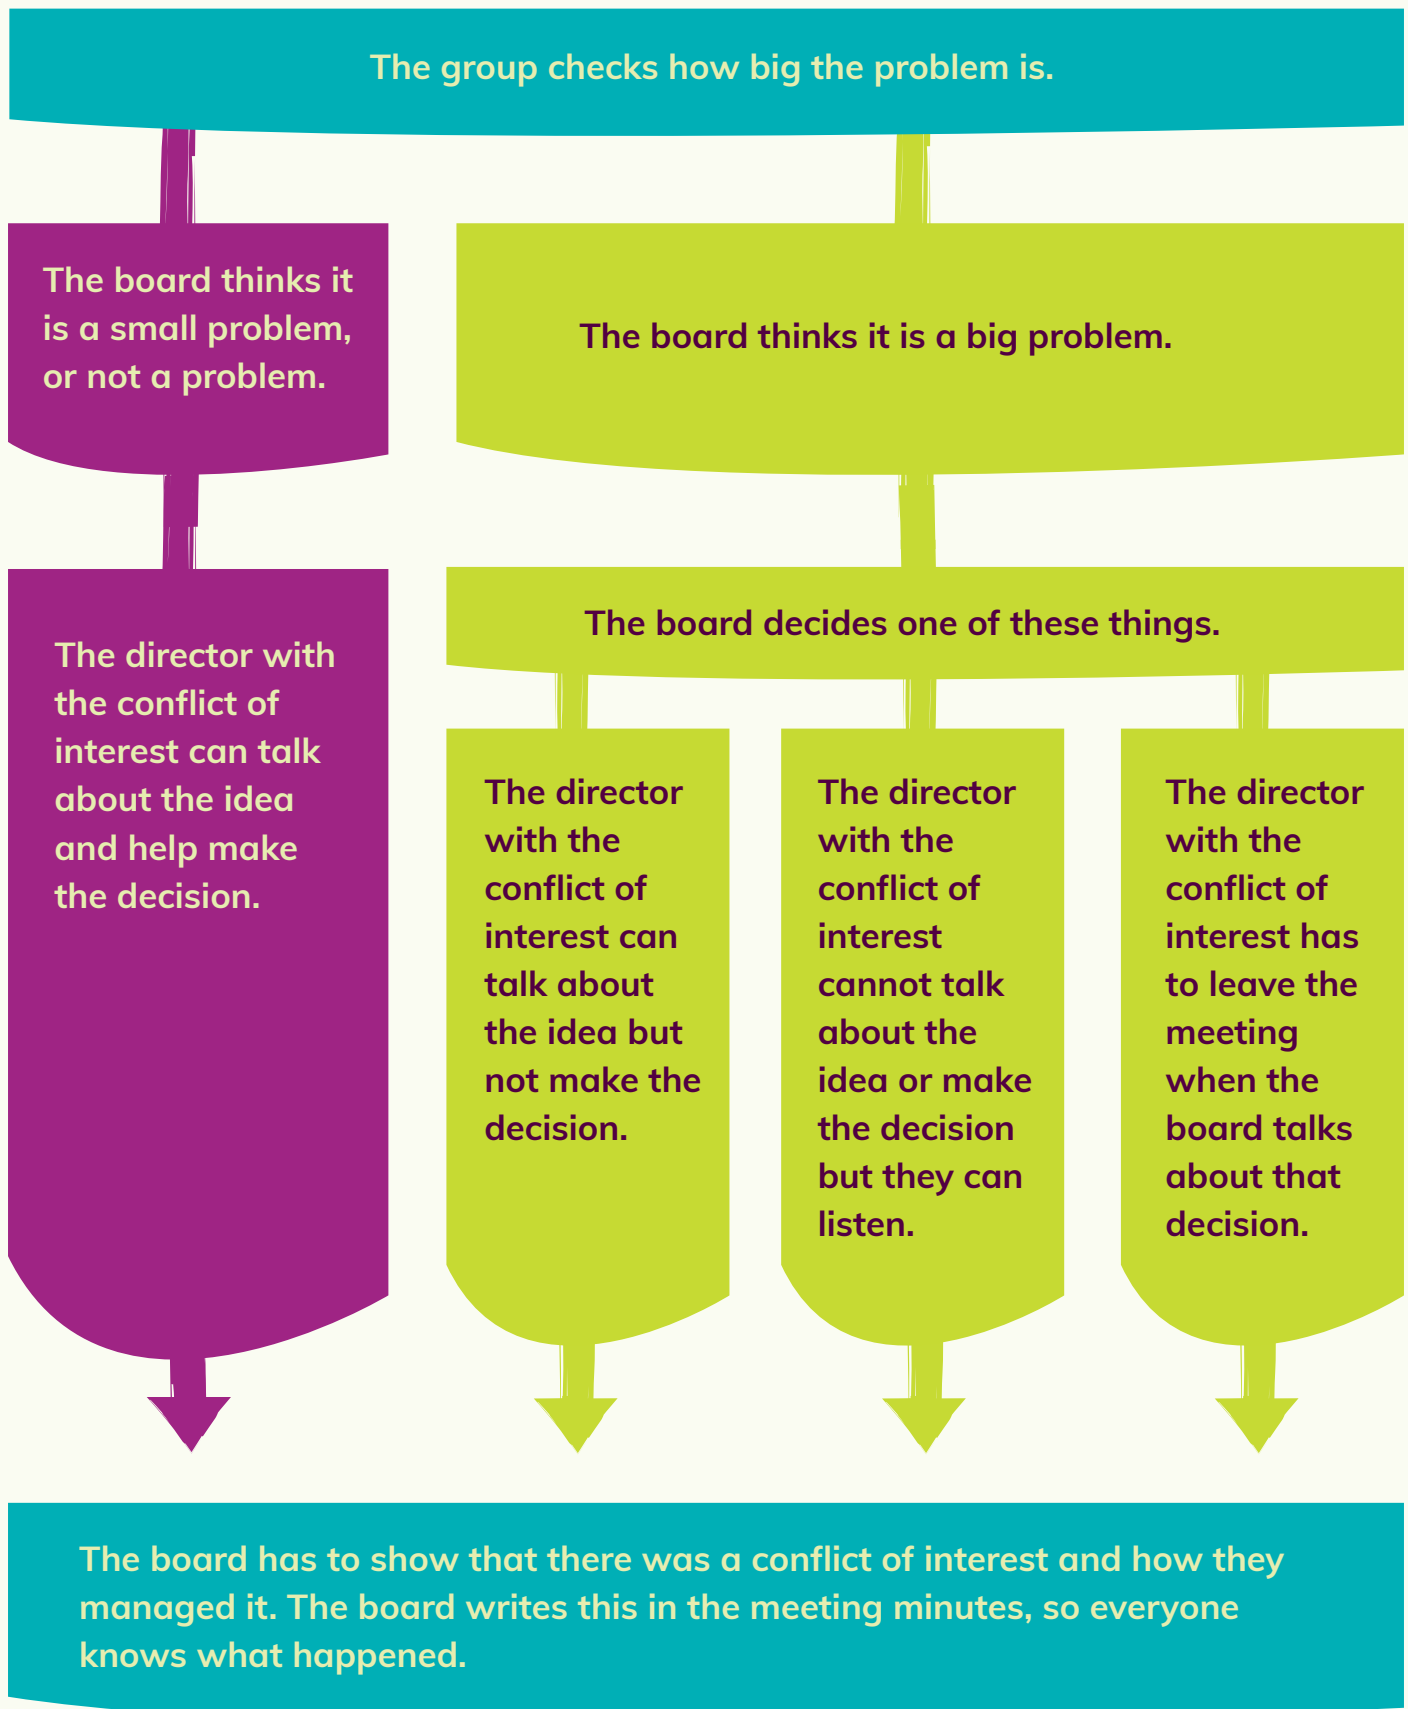 The group checks how big the problem is.
The board thinks it
is a small problem,
or not a problem.
The board thinks it is a big problem.
The director with
the conflict of
interest can talk
about the idea
and help make
the decision.
The board decides one of these things.
The director
with the
conflict of
interest can
talk about
the idea but
not make the
decision.
The director
with the
conflict of
interest
cannot talk
about the
idea or make
the decision
but they can
listen.
The director
with the
conflict of
interest has
to leave the
meeting
when the
board talks
about that
decision.
The board has to show that there was a conflict of interest and how they
managed it. The board writes this in the meeting minutes, so everyone
knows what happened.